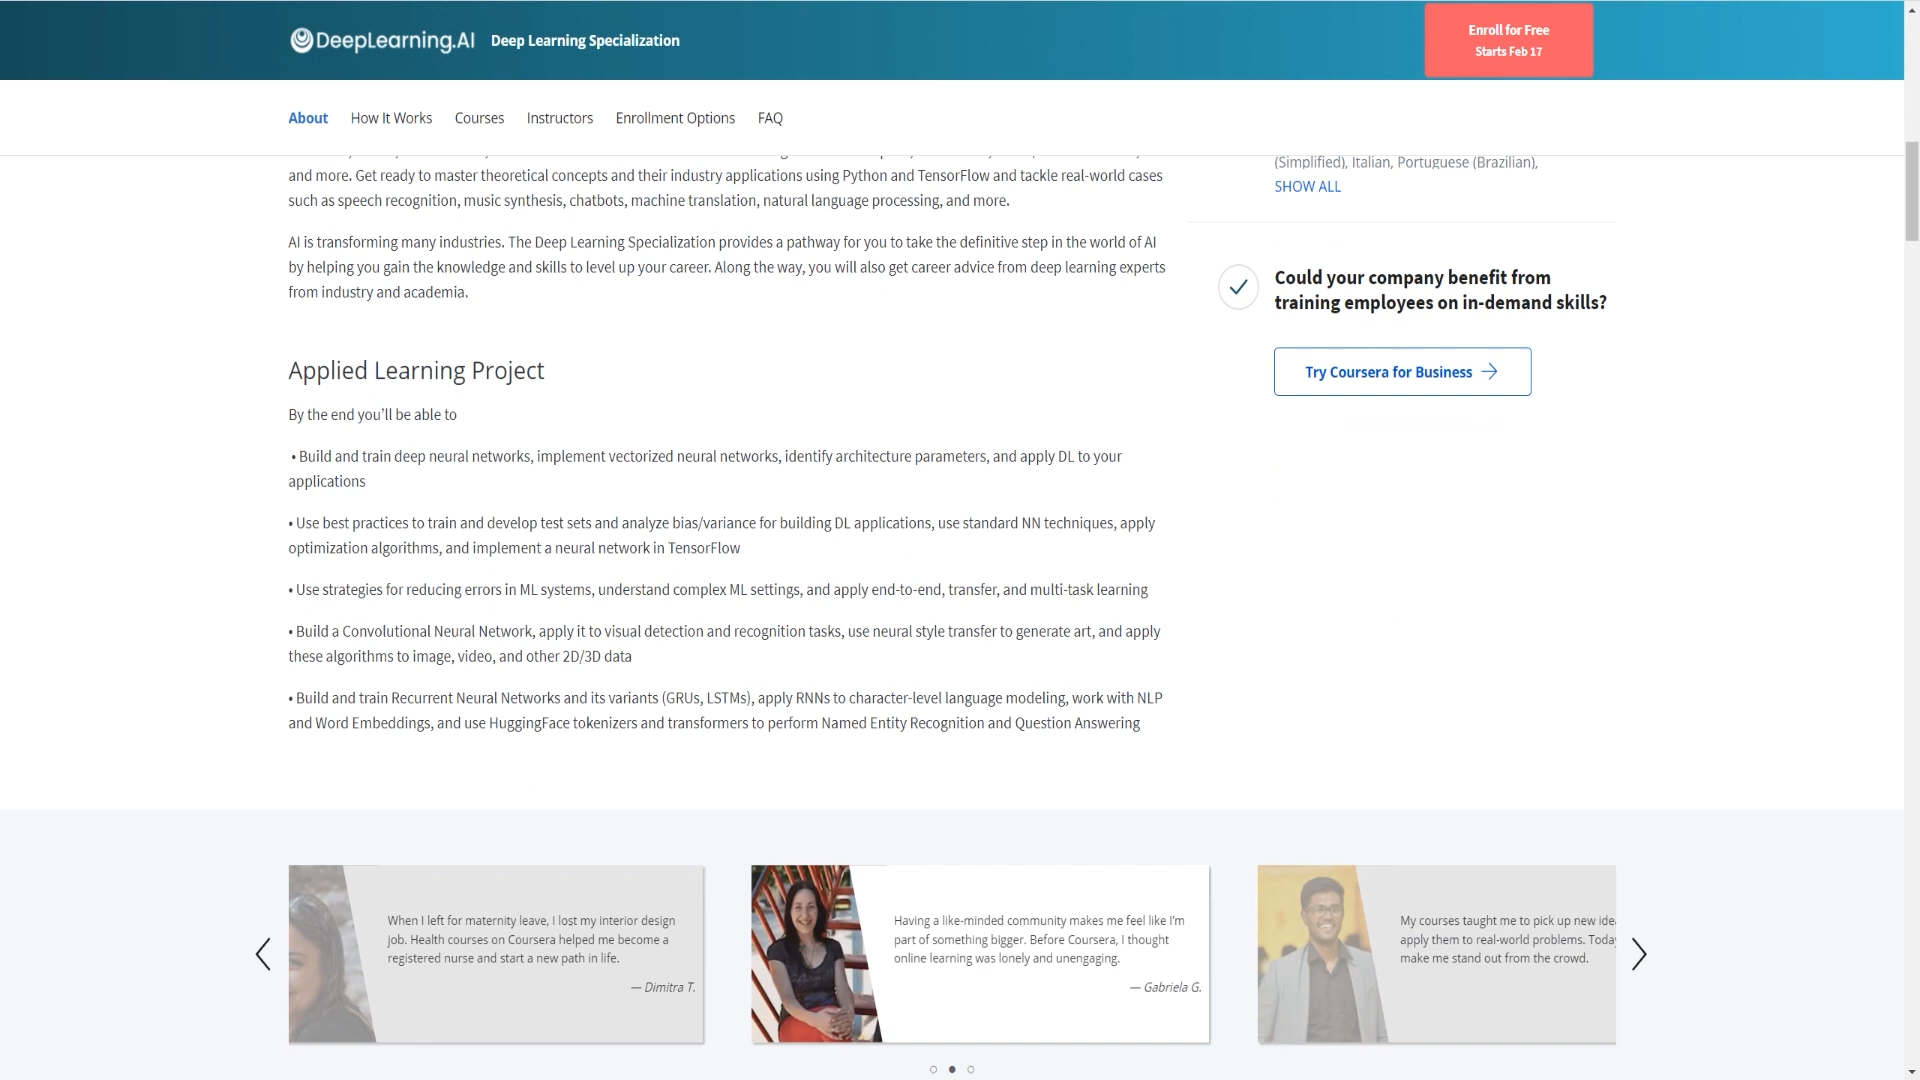 DeepLearning.AI Deep Learning Specialization
Enroll for Free
Starts Feb 17
About How It Works Courses Instructors Enrollment Options FAQ
and more. Get ready to master theoretical concepts and their industry applications using Python and TensorFlow and tackle real-world cases
such as speech recognition, music synthesis, chatbots, machine translation, natural language processing, and more.
AI is transforming many industries. The Deep Learning Specialization provides a pathway for you to take the definitive step in the world of AI
by helping you gain the knowledge and skills to level up your career. Along the way, you will also get career advice from deep learning experts
from industry and academia.
Applied Learning Project
By the end you’ll be able to
• Build and train deep neural networks, implement vectorized neural networks, identify architecture parameters, and apply DL to your
applications
• Use best practices to train and develop test sets and analyze bias/variance for building DL applications, use standard NN techniques, apply
optimization algorithms, and implement a neural network in TensorFlow
• Use strategies for reducing errors in ML systems, understand complex ML settings, and apply end-to-end, transfer, and multi-task learning
• Build a Convolutional Neural Network, apply it to visual detection and recognition tasks, use neural style transfer to generate art, and apply
these algorithms to image, video, and other 2D/3D data
• Build and train Recurrent Neural Networks and its variants (GRUs, LSTMs), apply RNNs to character-level language modeling, work with NLP
and Word Embeddings, and use HuggingFace tokenizers and transformers to perform Named Entity Recognition and Question Answering
(Simplified), Italian, Portuguese (Brazilian),
SHOW ALL
Could your company benefit from
training employees on in-demand skills?
Try Coursera for Business
When I left for maternity leave, I lost my interior design
job. Health courses on Coursera helped me become a
registered nurse and start a new path in life.
— Dimitra T.
Having a like-minded community makes me feel like I’m
part of something bigger. Before Coursera, I thought
online learning was lonely and unengaging.
— Gabriela G.
My courses taught me to pick up new
apply them to real-world problems.
make me stand out from the crowd.